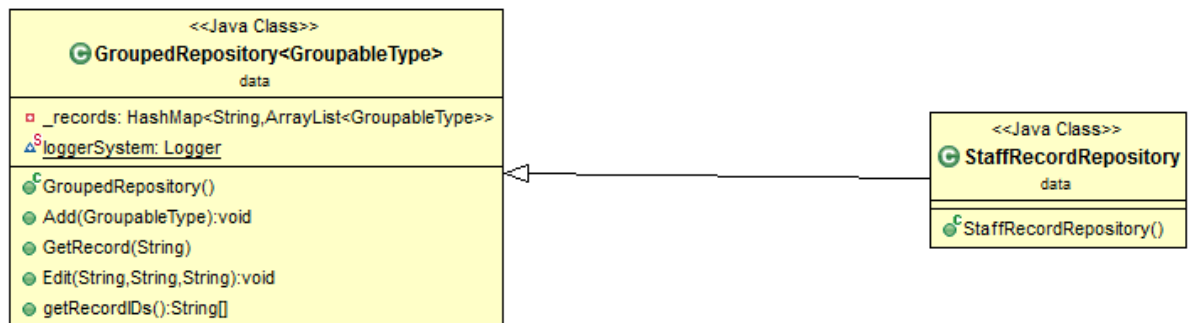 <<Java Class>>
GroupedRepository<GroupableType>
data
_records: HashMap<String,ArrayList<GroupableType>>
loggerSystem: Logger
GroupedRepository()
Add(GroupableType):void
GetRecord(String)
Edit(String,String,String):void
getRecordIDs():String[]
<<Java Class>>
StaffRecordRepository
data
StaffRecordRepository()